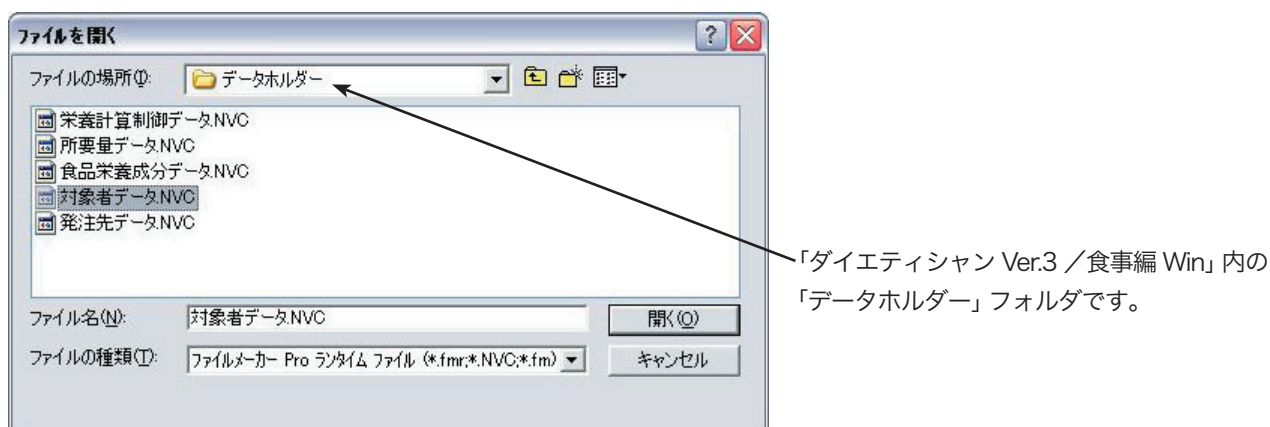 ファイルを開く
ファイルの場所(I):
データホルダー
栄養計算制御データ.NVC
所要量データ.NVC
食品栄養成分データ.NVC
対象者データ.NVC
発注先データ.NVC
「ダイエティシャン Ver.3 ／食事編 Win」内の
「データホルダー」フォルダです。
ファイル名(N): 対象者データ.NVC 開く(O)
ファイルの種類(T): ファイルメーカー Pro ランタイム ファイル (*.fmr;*.NVC;*.fm) キャンセル